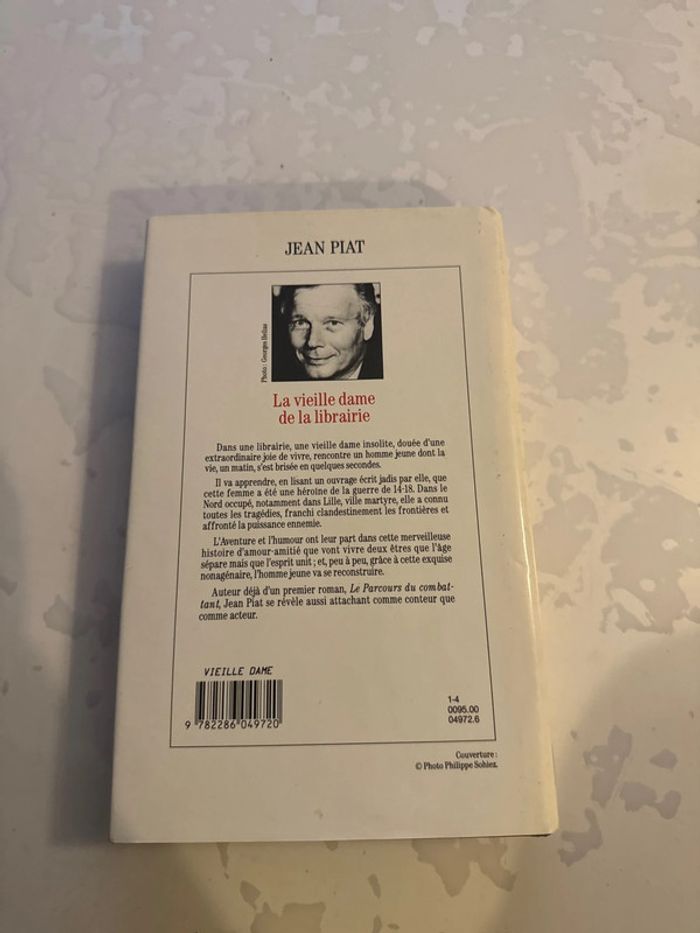 JEAN PIAT
Photo : Georges Hellas
La vieille dame
de la librairie
Dans une librairie, une vieille dame insolite, douée d'une
extraordinaire joie de vivre, rencontre un homme jeune dont la
vie, un matin, s'est brisée en quelques secondes.
Il va apprendre, en lisant un ouvrage écrit jadis par elle, que
cette femme a été une héroïne de la guerre de 14-18. Dans le
Nord occupé, notamment dans Lille, ville martyre, elle a connu
toutes les tragédies, franchi clandestinement les frontières et
affronté la puissance ennemie.
L'Aventure et l'humour ont leur part dans cette merveilleuse
histoire d'amour-amitié que vont vivre deux êtres que l'âge
sépare mais que l'esprit unit ; et, peu à peu, grâce à cette exquise
nonagénaire, l'homme jeune va se reconstruire.
Auteur déjà d'un premier roman, Le Parcours du combat-
tant, Jean Piat se révèle aussi attachant comme conteur que
comme acteur.
VIEILLE DAME
9 782286 049720
1-4
0095.00
04972.6
Couverture :
© Photo Philippe Sohiez.